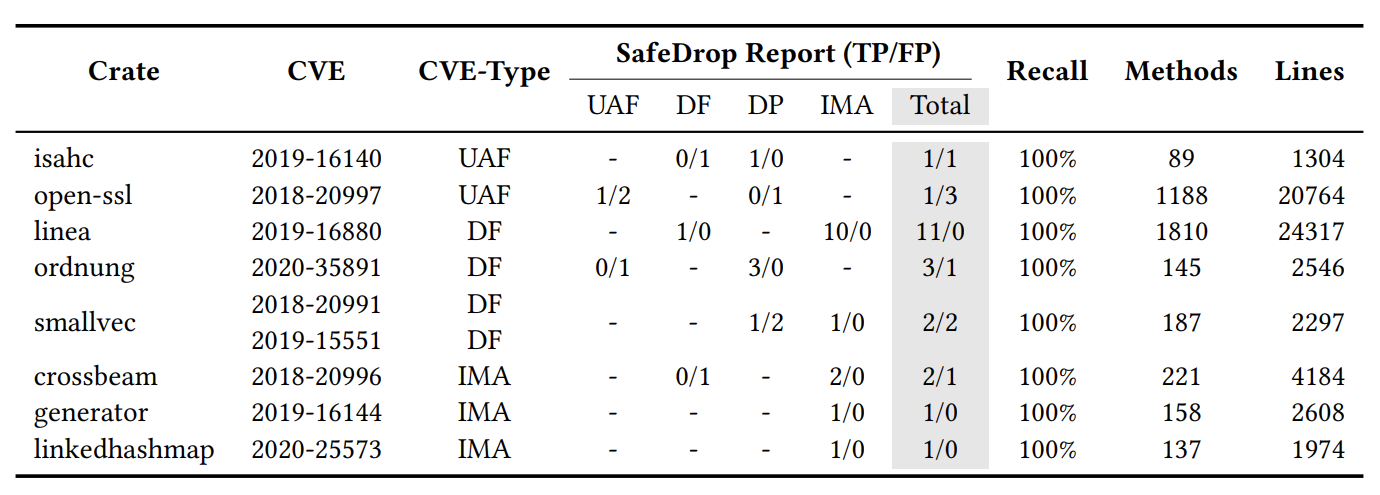 SafeDrop Report (TP/FP)
Crate CVE CVE-Type Recall Methods Lines
UAF DF DP IMA Total
isahc 2019-16140 UAF - 0/1 1/0 - 1/1 100% 89 1304
open-ssl 2018-20997 UAF 1/2 - 0/1 - 1/3 100% 1188 20764
linea 2019-16880 DF - 1/0 - 10/0 11/0 100% 1810 24317
ordnung 2020-35891 DF 0/1 - 3/0 - 3/1 100% 145 2546
2018-20991 DF
smallvec - - 1/2 1/0 2/2 100% 187 2297
2019-15551 DF
crossbeam 2018-20996 IMA - 0/1 - 2/0 2/1 100% 221 4184
generator 2019-16144 IMA - - - 1/0 1/0 100% 158 2608
linkedhashmap 2020-25573 IMA - - - 1/0 1/0 100% 137 1974